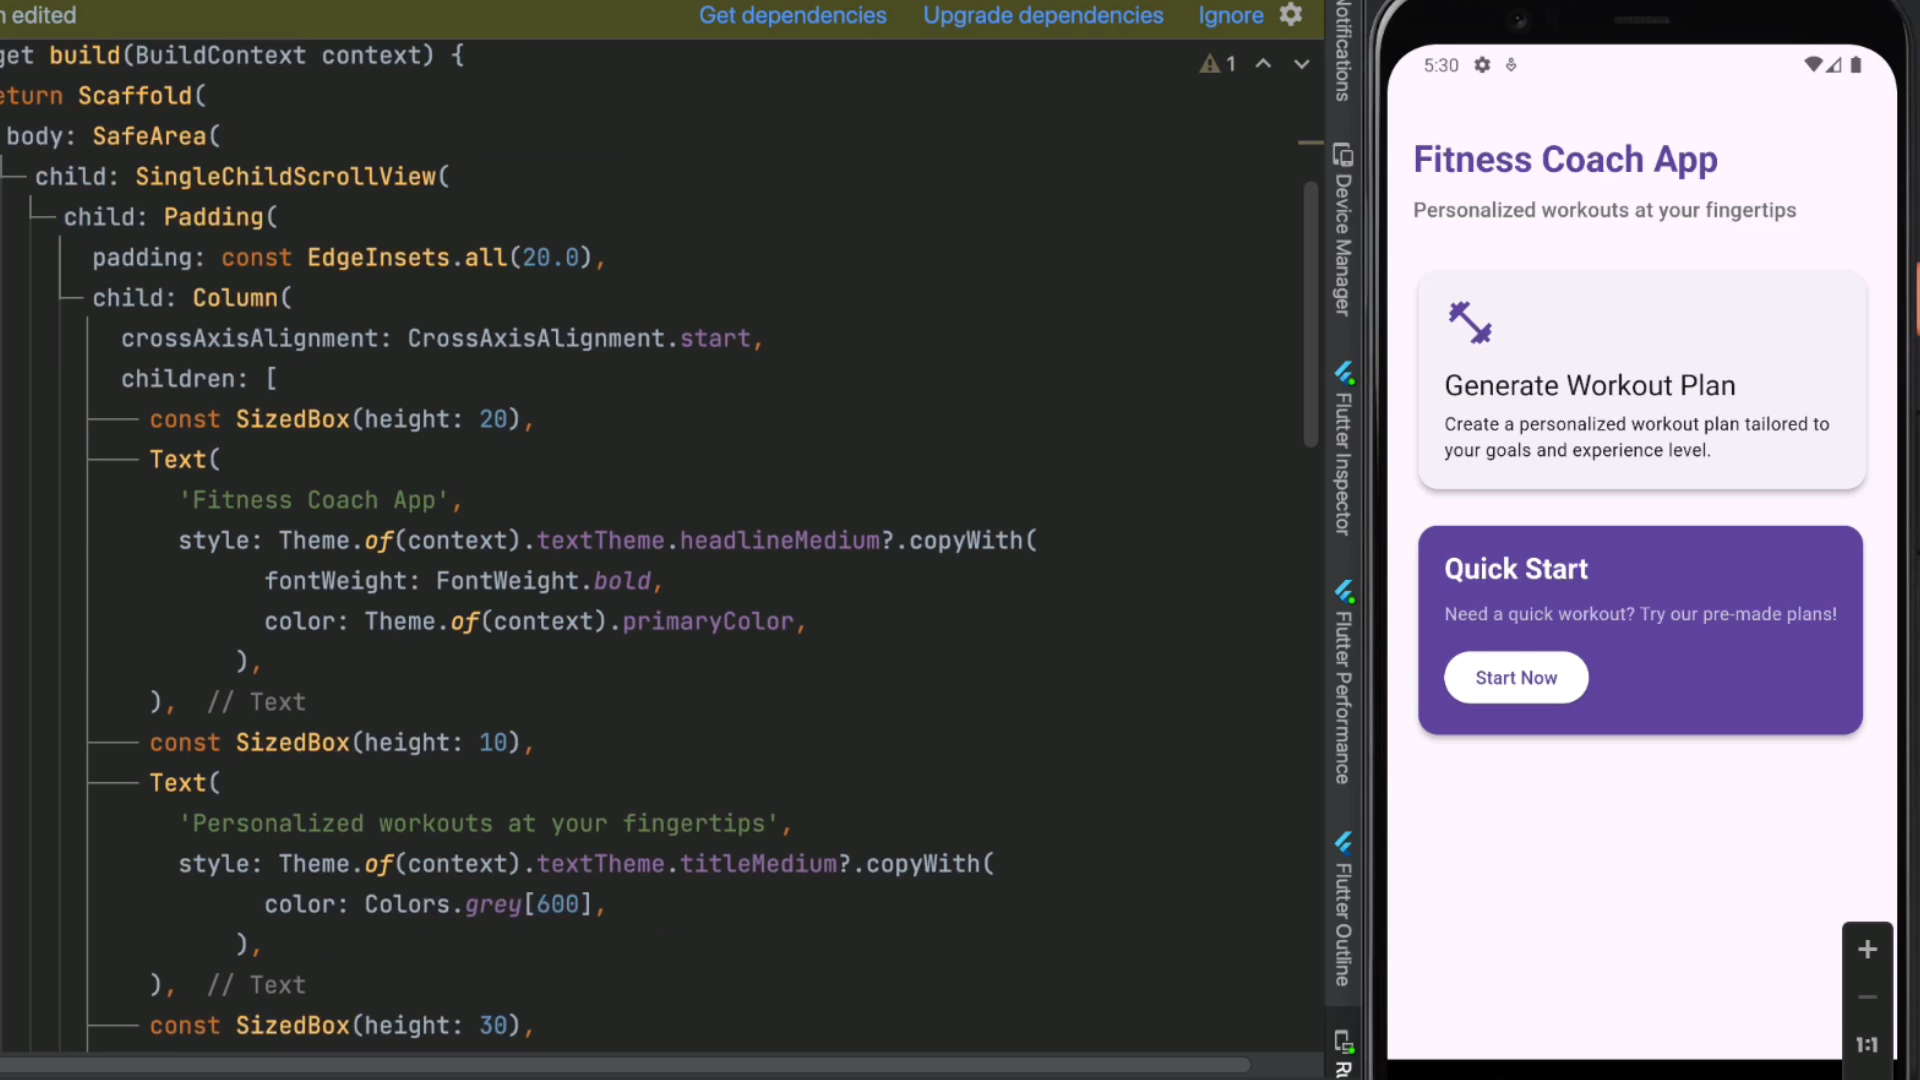 n edited
Get dependencies Upgrade dependencies Ignore
get build(BuildContext context) {
eturn Scaffold(
body: SafeArea(
child: SingleChildScrollView(
child: Padding(
padding: const EdgeInsets.all(20.0),
child: Column(
crossAxisAlignment: CrossAxisAlignment.start,
children: [
const SizedBox(height: 20),
Text(
'Fitness Coach App',
style: Theme.of(context).textTheme.headlineMedium?.copyWith(
fontWeight: FontWeight.bold,
color: Theme.of(context).primaryColor,
),
), // Text
const SizedBox(height: 10),
Text(
'Personalized workouts at your fingertips',
style: Theme.of(context).textTheme.titleMedium?.copyWith(
color: Colors.grey[600],
),
), // Text
const SizedBox(height: 30),
1
Notifications
Device Manager
Flutter Inspector
Flutter Performance
Flutter Outline
Ru
5:30
Fitness Coach App
Personalized workouts at your fingertips
Generate Workout Plan
Create a personalized workout plan tailored to
your goals and experience level.
Quick Start
Need a quick workout? Try our pre-made plans!
Start Now
+
−
1:1